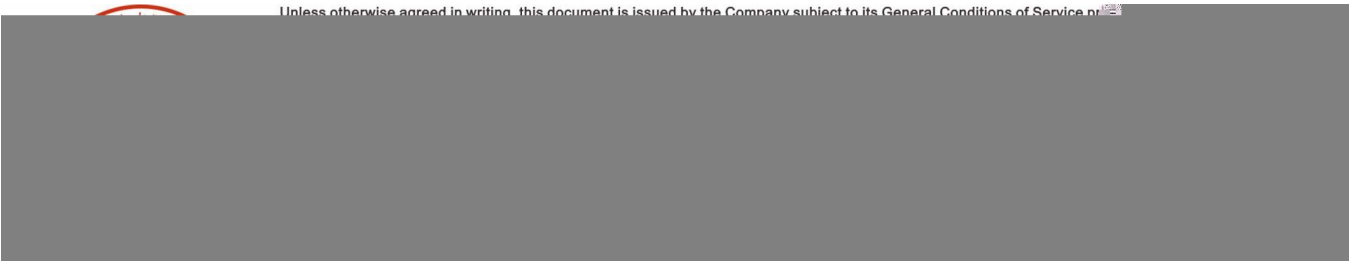 Unless otherwise agreed in writing, this document is issued by the Company subject to its General Conditions of Service